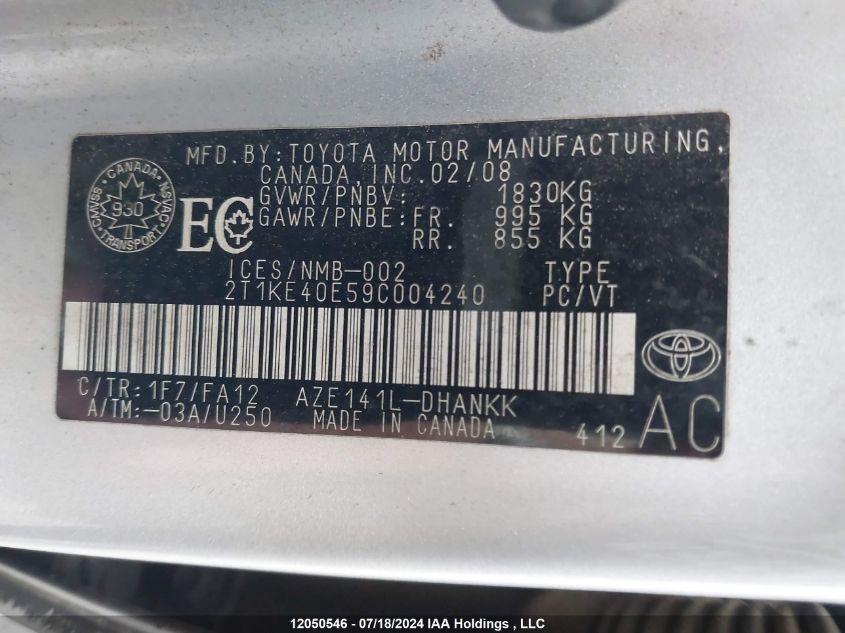 MFD.BY:TOYOTA MOTOR MANUFACTURING,
CANADA, INC.02/08
GVWR/PNBV: 1830KG
GAWR/PNBE:FR. 995 KG
RR. 855 KG
CANADA
CMVSS 930 NSVAC
TRANSPORT
EC
ICES/NMB-002 TYPE
2T1KE40E59C004240 PC/VT
C/TR:1F7/FA12 AZE141L-DHANKK
A/TM:-03A/U250 MADE IN CANADA
412 AC
12050546 - 07/18/2024 IAA Holdings , LLC